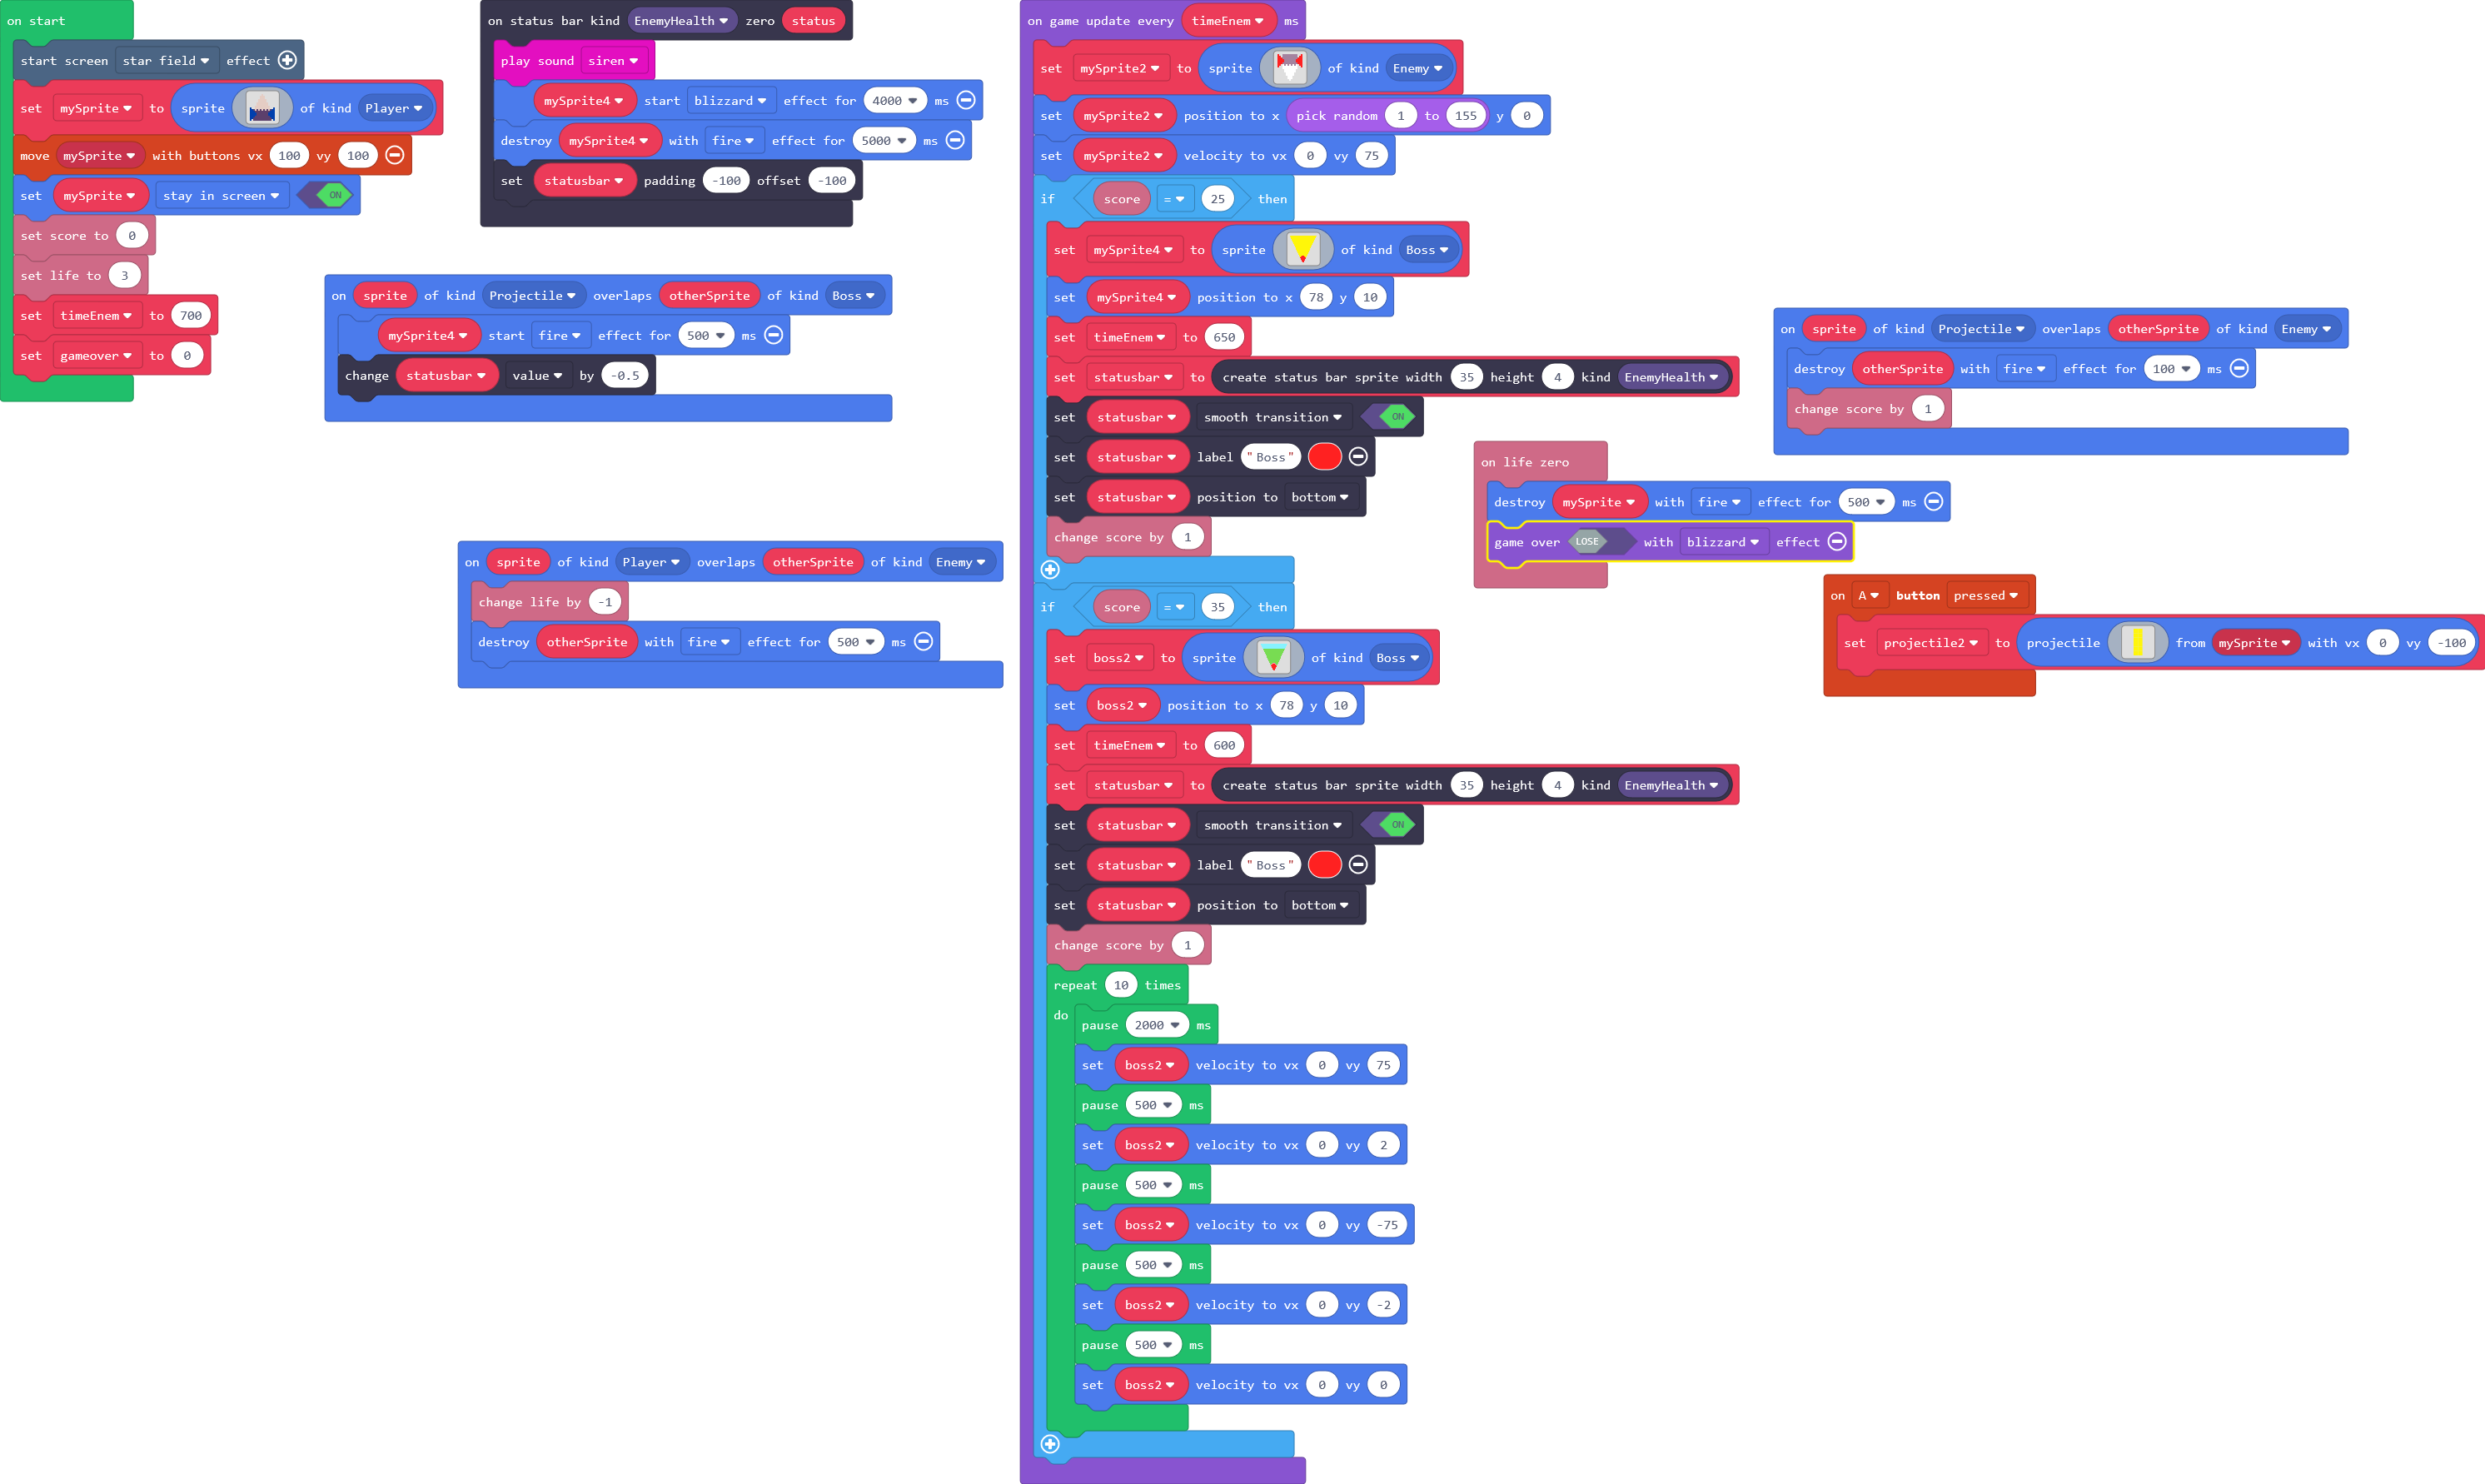 on start
start screen star field effect
set mySprite to sprite of kind Player
move mySprite with buttons vx 100 vy 100
set mySprite stay in screen ON
set score to 0
set life to 3
set timeEnem to 700
set gameover to 0
on status bar kind EnemyHealth zero status
play sound siren
mySprite4 start blizzard effect for 4000 ms
destroy mySprite4 with fire effect for 5000 ms
set statusbar padding -100 offset -100
on sprite of kind Projectile overlaps otherSprite of kind Boss
mySprite4 start fire effect for 500 ms
change statusbar value by -0.5
on sprite of kind Player overlaps otherSprite of kind Enemy
change life by -1
destroy otherSprite with fire effect for 500 ms
on game update every timeEnem ms
set mySprite2 to sprite of kind Enemy
set mySprite2 position to x pick random 1 to 155 y 0
set mySprite2 velocity to vx 0 vy 75
if score = 25 then
set mySprite4 to sprite of kind Boss
set mySprite4 position to x 78 y 10
set timeEnem to 650
set statusbar to create status bar sprite width 35 height 4 kind EnemyHealth
set statusbar smooth transition ON
set statusbar label "Boss"
set statusbar position to bottom
change score by 1
if score = 35 then
set boss2 to sprite of kind Boss
set boss2 position to x 78 y 10
set timeEnem to 600
set statusbar to create status bar sprite width 35 height 4 kind EnemyHealth
set statusbar smooth transition ON
set statusbar label "Boss"
set statusbar position to bottom
change score by 1
repeat 10 times
do
pause 2000 ms
set boss2 velocity to vx 0 vy 75
pause 500 ms
set boss2 velocity to vx 0 vy 2
pause 500 ms
set boss2 velocity to vx 0 vy -75
pause 500 ms
set boss2 velocity to vx 0 vy -2
pause 500 ms
set boss2 velocity to vx 0 vy 0
on sprite of kind Projectile overlaps otherSprite of kind Enemy
destroy otherSprite with fire effect for 100 ms
change score by 1
on life zero
destroy mySprite with fire effect for 500 ms
game over LOSE with blizzard effect
on A button pressed
set projectile2 to projectile from mySprite with vx 0 vy -100